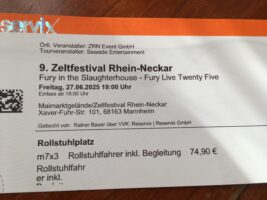 reservix
Örtl. Veranstalter: ZRN Event GmbH
Tourveranstalter: Seaside Entertainment
9. Zeltfestival Rhein-Neckar
Fury in the Slaughterhouse - Fury Live Twenty Five
Freitag, 27.06.2025 19:00 Uhr
Einlass ab 18:00 Uhr
Maimarktgelände/Zeltfestival Rhein-Neckar
Xaver-Fuhr-Str. 101, 68163 Mannheim
Gebucht von: Rainer Bauer über VVK: Reservix | Reservix GmbH
Rollstuhlplatz
m7x3 Rollstuhlfahrer inkl. Begleitung 74,90 €
Rollstuhlfahr
er inkl.